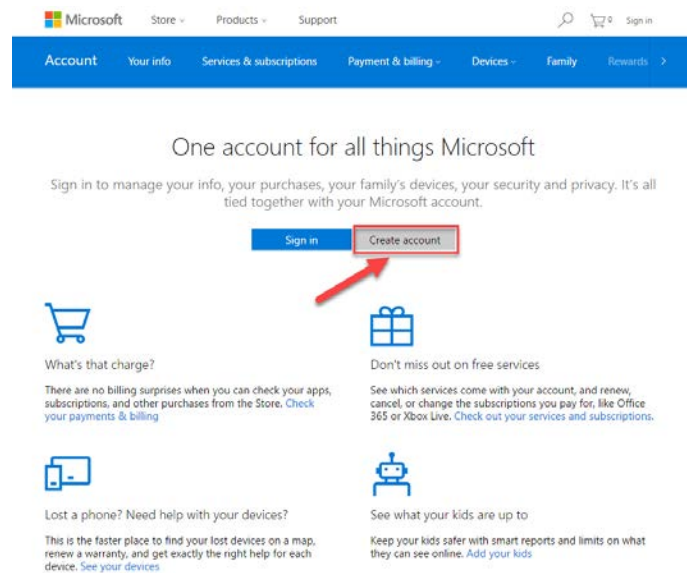 Microsoft Store Products Support Sign in
Account Your info Services & subscriptions Payment & billing Devices Family Rewards
One account for all things Microsoft
Sign in to manage your info, your purchases, your family's devices, your security and privacy. It's all
tied together with your Microsoft account.
Sign in Create account
What's that charge?
There are no billing surprises when you can check your apps,
subscriptions, and other purchases from the Store. Check
your payments & billing
Don't miss out on free services
See which services come with your account, and renew,
cancel, or change the subscriptions you pay for, like Office
365 or Xbox Live. Check out your services and subscriptions.
Lost a phone? Need help with your devices?
This is the faster place to find your lost devices on a map,
renew a warranty, and get exactly the right help for each
device. See your devices
See what your kids are up to
Keep your kids safer with smart reports and limits on what
they can see online. Add your kids